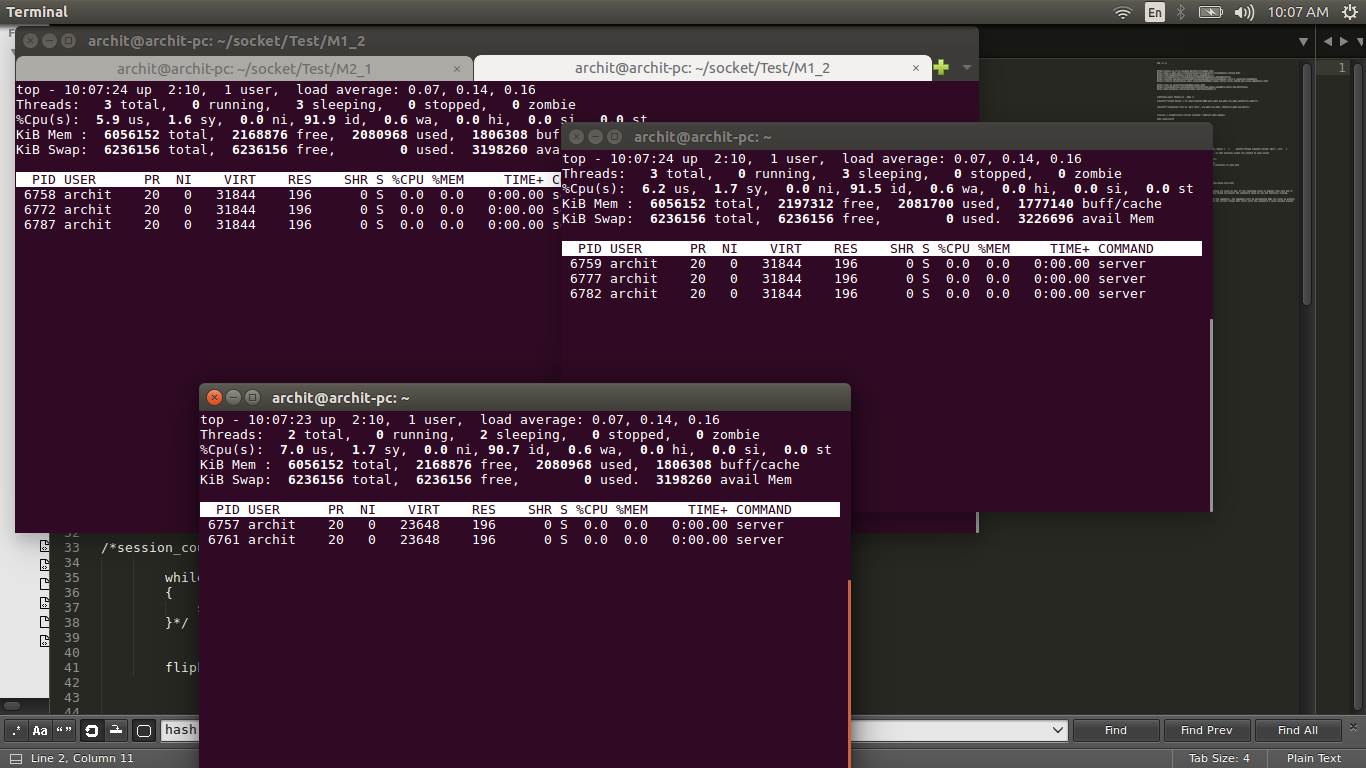 Terminal
En
10:07 AM
archit@archit-pc: ~/socket/Test/M1_2
archit@archit-pc: ~/socket/Test/M2_1 ×
archit@archit-pc: ~/socket/Test/M1_2 ×
top - 10:07:24 up 2:10, 1 user, load average: 0.07, 0.14, 0.16
Threads: 3 total, 0 running, 3 sleeping, 0 stopped, 0 zombie
%Cpu(s): 5.9 us, 1.6 sy, 0.0 ni, 91.9 id, 0.6 wa, 0.0 hi, 0.0 si, 0.0 st
KiB Mem : 6056152 total, 2168876 free, 2080968 used, 1806308 buff
KiB Swap: 6236156 total, 6236156 free, 0 used. 3198260 avai
PID USER PR NI VIRT RES SHR S %CPU %MEM TIME+ C
6758 archit 20 0 31844 196 0 S 0.0 0.0 0:00.00 s
6772 archit 20 0 31844 196 0 S 0.0 0.0 0:00.00 s
6787 archit 20 0 31844 196 0 S 0.0 0.0 0:00.00 s
archit@archit-pc: ~
top - 10:07:24 up 2:10, 1 user, load average: 0.07, 0.14, 0.16
Threads: 3 total, 0 running, 3 sleeping, 0 stopped, 0 zombie
%Cpu(s): 6.2 us, 1.7 sy, 0.0 ni, 91.5 id, 0.6 wa, 0.0 hi, 0.0 si, 0.0 st
KiB Mem : 6056152 total, 2197312 free, 2081700 used, 1777140 buff/cache
KiB Swap: 6236156 total, 6236156 free, 0 used. 3226696 avail Mem
PID USER PR NI VIRT RES SHR S %CPU %MEM TIME+ COMMAND
6759 archit 20 0 31844 196 0 S 0.0 0.0 0:00.00 server
6777 archit 20 0 31844 196 0 S 0.0 0.0 0:00.00 server
6782 archit 20 0 31844 196 0 S 0.0 0.0 0:00.00 server
archit@archit-pc: ~
top - 10:07:23 up 2:10, 1 user, load average: 0.07, 0.14, 0.16
Threads: 2 total, 0 running, 2 sleeping, 0 stopped, 0 zombie
%Cpu(s): 7.0 us, 1.7 sy, 0.0 ni, 90.7 id, 0.6 wa, 0.0 hi, 0.0 si, 0.0 st
KiB Mem : 6056152 total, 2168876 free, 2080968 used, 1806308 buff/cache
KiB Swap: 6236156 total, 6236156 free, 0 used. 3198260 avail Mem
PID USER PR NI VIRT RES SHR S %CPU %MEM TIME+ COMMAND
6757 archit 20 0 23648 196 0 S 0.0 0.0 0:00.00 server
6761 archit 20 0 23648 196 0 S 0.0 0.0 0:00.00 server
1
33 /*session_cou
34
35 whil
36 {
37
38 }*/
39
40
41 flip
42
43
44
.* Aa “” hash
Find
Find Prev
Find All
Line 2, Column 11
Tab Size: 4
Plain Text